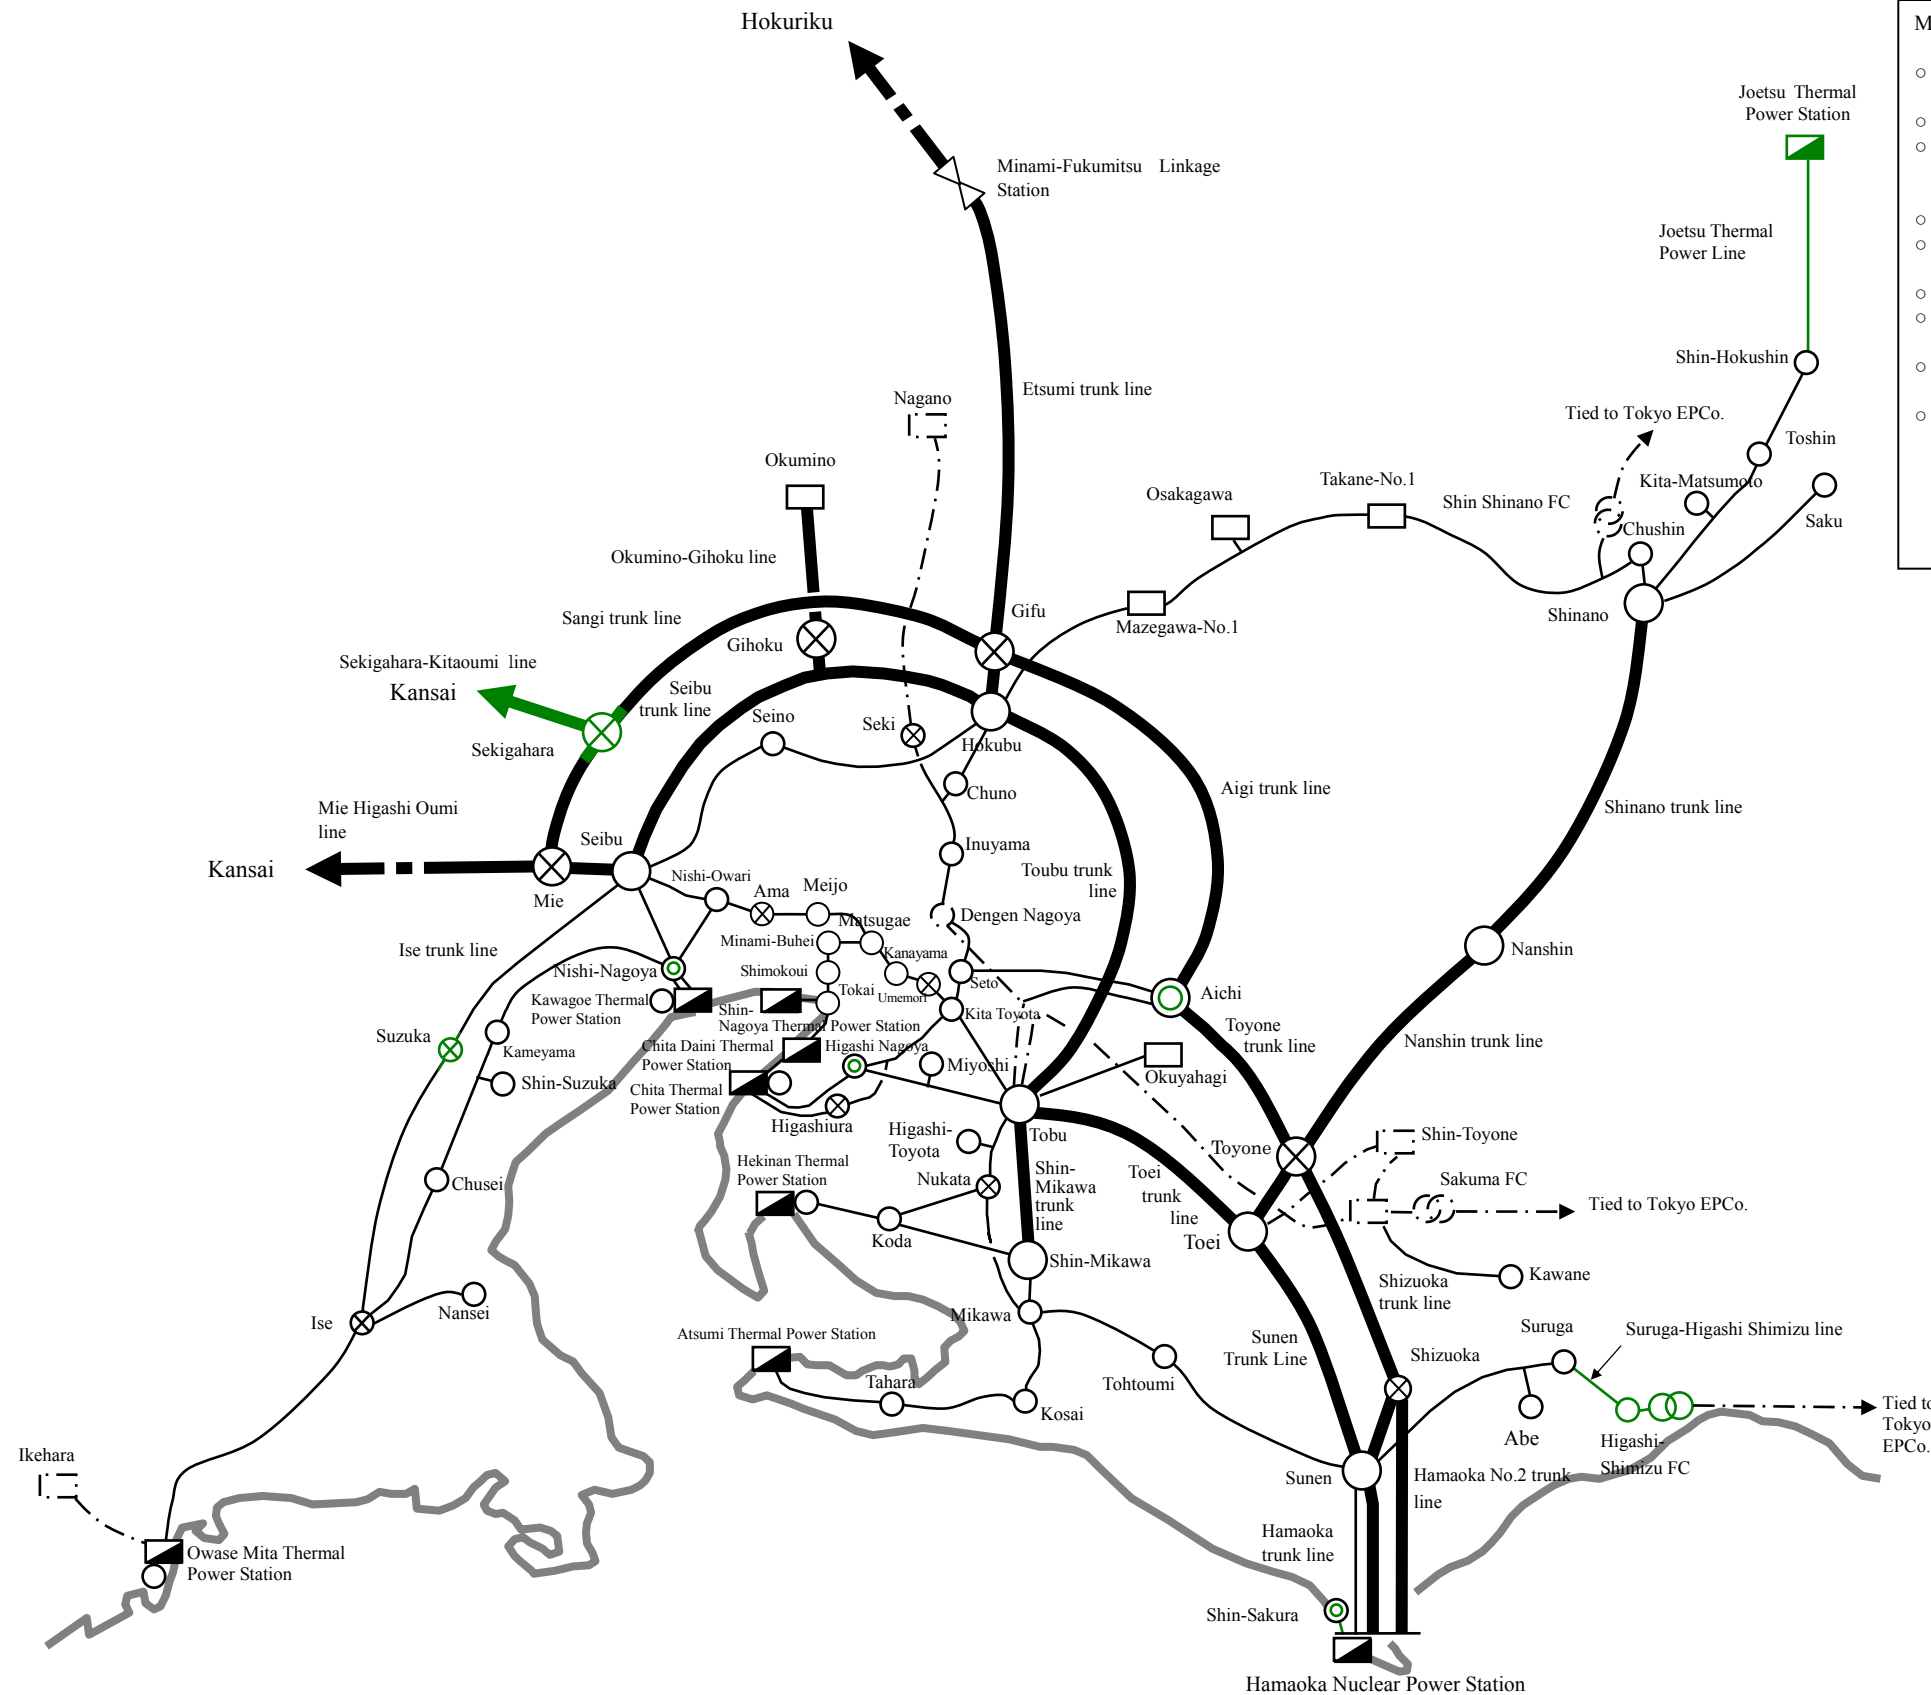 Hokuriku
M
Joetsu Thermal
Power Station
Minami-Fukumitsu Linkage
Station
Joetsu Thermal
Power Line
Shin-Hokushin
Etsumi trunk line
Nagano
Tied to Tokyo EPCo.
Toshin
Okumino
Osakagawa
Takane-No.1
Shin Shinano FC
Kita-Matsumoto
Saku
Chushin
Okumino-Gihoku line
Sangi trunk line
Gifu
Mazegawa-No.1
Shinano
Gihoku
Sekigahara-Kitaoumi line
Kansai
Seibu
trunk line
Seino
Seki
Hokubu
Sekigahara
Chuno
Aigi trunk line
Shinano trunk line
Mie Higashi Oumi
line
Seibu
Inuyama
Toubu trunk
line
Kansai
Mie
Nishi-Owari
Ama
Meijo
Matsugae
Dengen Nagoya
Ise trunk line
Minami-Buhei
Kanayama
Nanshin
Nishi-Nagoya
Shimokoui
Umemori
Seto
Aichi
Kawagoe Thermal
Power Station
Tokai
Shin-
Nagoya Thermal Power Station
Kita Toyota
Toyone
trunk line
Suzuka
Kameyama
Chita Daini Thermal
Power Station
Higashi Nagoya
Miyoshi
Okuyahagi
Nanshin trunk line
Shin-Suzuka
Chita Thermal
Power Station
Higashiura
Higashi-
Toyota
Tobu
Toyone
Shin-Toyone
Hekinan Thermal
Power Station
Nukata
Shin-
Mikawa
trunk
line
Toei
trunk
line
Sakuma FC
Tied to Tokyo EPCo.
Chusei
Koda
Toei
Shin-Mikawa
Kawane
Shizuoka
trunk line
Nansei
Ise
Mikawa
Atsumi Thermal Power Station
Sunen
Trunk Line
Suruga
Suruga-Higashi Shimizu line
Shizuoka
Tahara
Tohtoumi
Kosai
Abe
Higashi-
Shimizu FC
Tied to
Tokyo
EPCo.
Ikehara
Sunen
Hamaoka No.2 trunk
line
Hamaoka
trunk line
Owase Mita Thermal
Power Station
Shin-Sakura
Hamaoka Nuclear Power Station